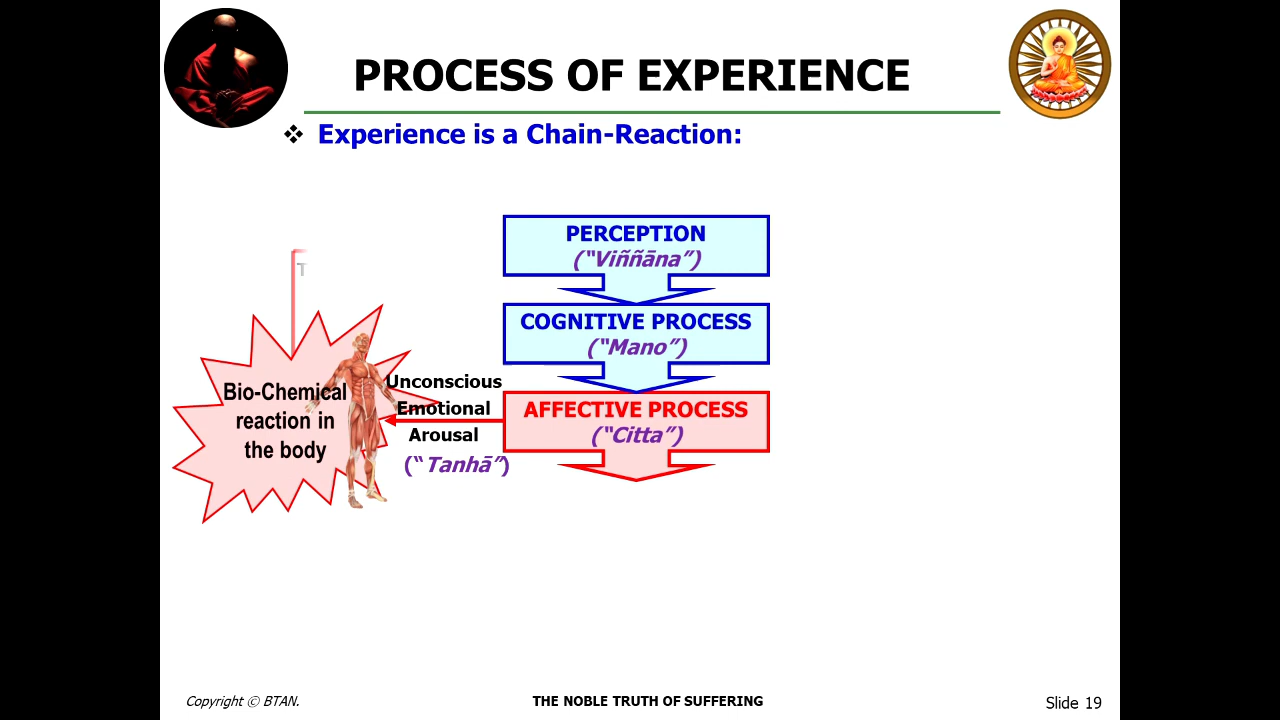 PROCESS OF EXPERIENCE
❖ Experience is a Chain-Reaction:
PERCEPTION
(“Viññāna”)
COGNITIVE PROCESS
(“Mano”)
AFFECTIVE PROCESS
(“Citta”)
Unconscious
Emotional
Arousal
(“Tanhā”)
Bio-Chemical
reaction in
the body
T
Copyright © BTAN.
THE NOBLE TRUTH OF SUFFERING
Slide 19